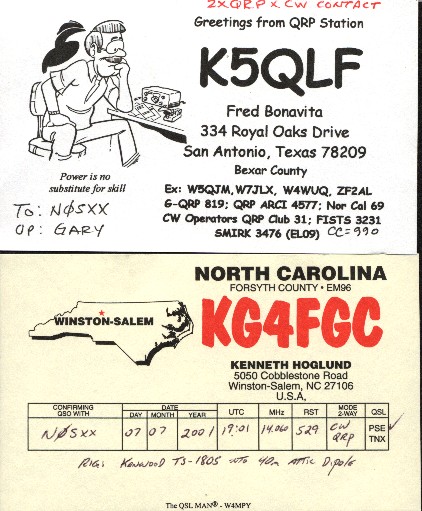 2XQRP X CW CONTACT
Greetings from QRP Station
K5QLF
Fred Bonavita
334 Royal Oaks Drive
San Antonio, Texas 78209
Bexar County
Power is no
substitute for skill
Ex: W5QJM, W7JLX, W4WUQ, ZF2AL
G-QRP 819; QRP ARCI 4577; Nor Cal 69
CW Operators QRP Club 31; FISTS 3231
SMIRK 3476 (EL09) CC=990
TO: NØSXX
OP: GARY
NORTH CAROLINA
FORSYTH COUNTY • EM96
WINSTON-SALEM
KG4FGC
KENNETH HOGLUND
5050 Cobblestone Road
Winston-Salem, NC 27106
U.S.A.
CONFIRMING QSO WITH DATE DAY MONTH YEAR UTC MHz RST MODE 2-WAY QSL
NØSXX 07 07 2001 19:01 14.060 529 CW QRP PSE TNX
RIG: Kenwood TS-180S into 40m Attic Dipole
The QSL MAN® - W4MPY